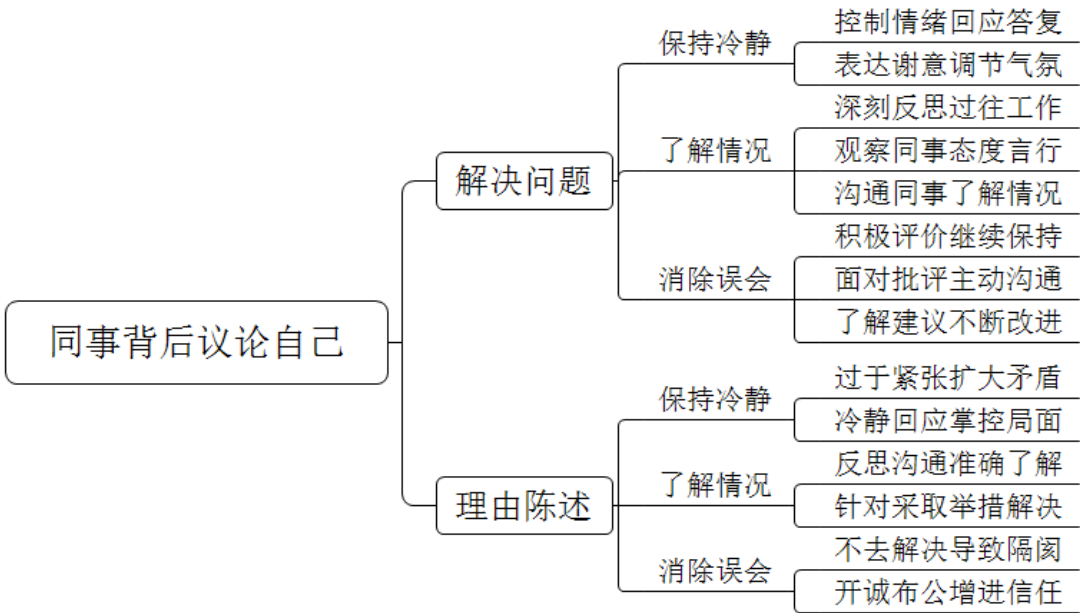 同事背后议论自己
解决问题
保持冷静
控制情绪回应答复
表达谢意调节气氛
了解情况
深刻反思过往工作
观察同事态度言行
沟通同事了解情况
消除误会
积极评价继续保持
面对批评主动沟通
了解建议不断改进
理由陈述
保持冷静
过于紧张扩大矛盾
冷静回应掌控局面
了解情况
反思沟通准确了解
针对采取举措解决
消除误会
不去解决导致隔阂
开诚布公增进信任